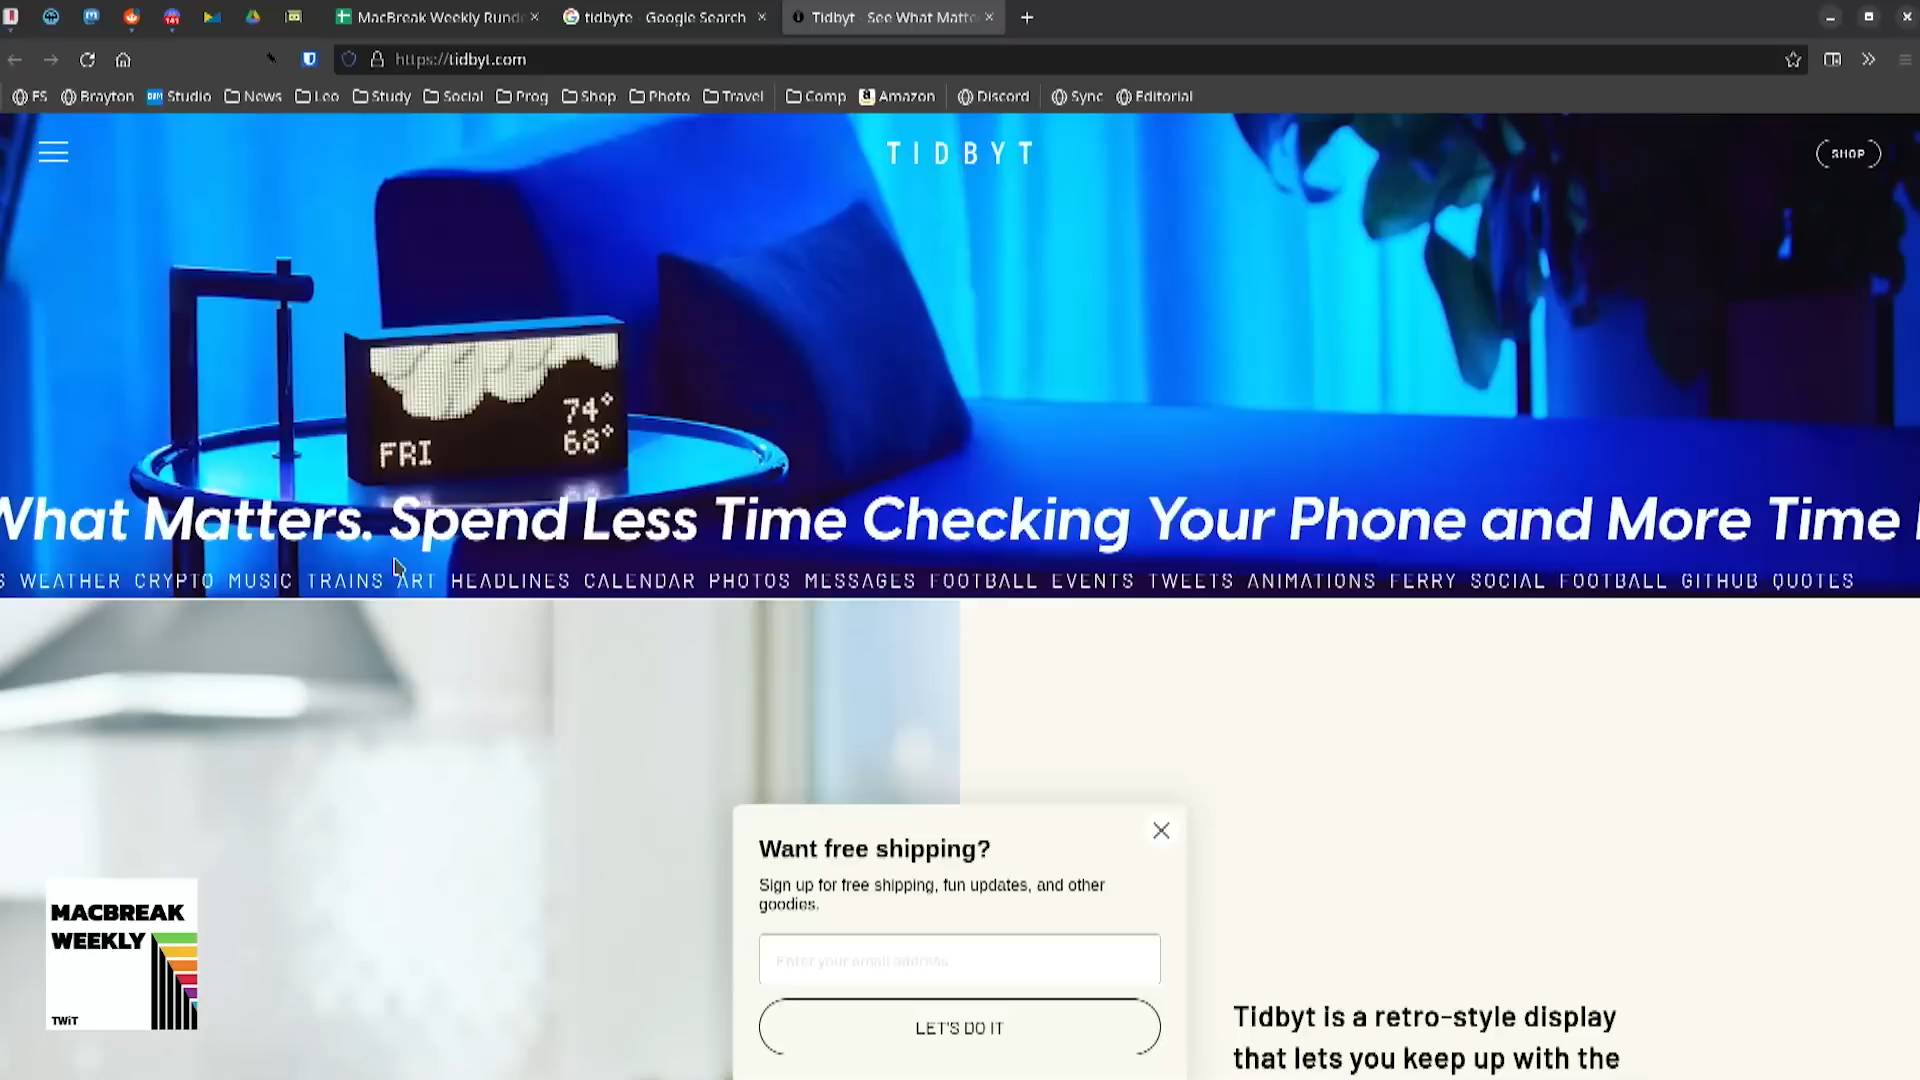 141
MacBreak Weekly Rund
tidbyte - Google Search
Tidbyt - See What Matte
https://tidbyt.com
FS
Brayton
Studio
News
Leo
Study
Social
Prog
Shop
Photo
Travel
Comp
Amazon
Discord
Sync
Editorial
TIDBYT
SHOP
74°
68°
FRI
What Matters. Spend Less Time Checking Your Phone and More Time
S WEATHER CRYPTO MUSIC TRAINS ART HEADLINES CALENDAR PHOTOS MESSAGES FOOTBALL EVENTS TWEETS ANIMATIONS FERRY SOCIAL FOOTBALL GITHUB QUOTES
Want free shipping?
Sign up for free shipping, fun updates, and other
goodies.
Enter your email address
LET'S DO IT
Tidbyt is a retro-style display
that lets you keep up with the
MACBREAK
WEEKLY
TWiT